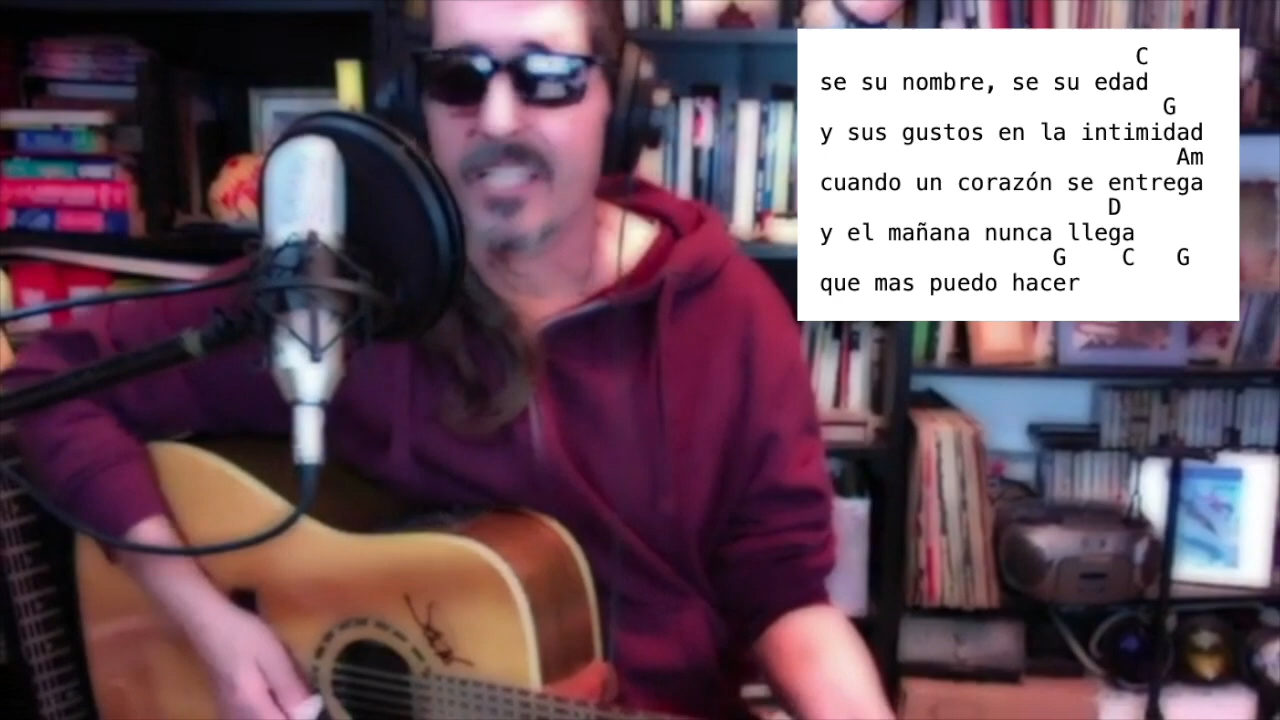 C
se su nombre, se su edad
G
y sus gustos en la intimidad
Am
cuando un corazón se entrega
D
y el mañana nunca llega
G C G
que mas puedo hacer